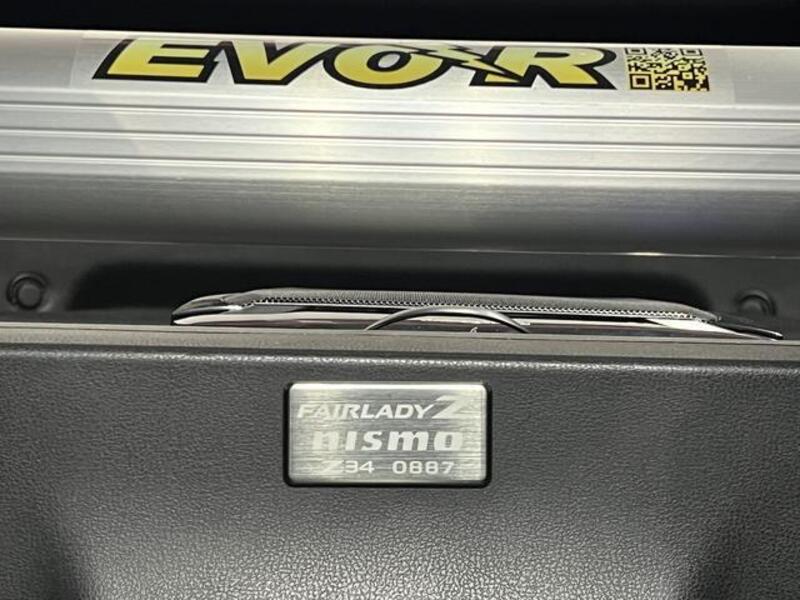 EVO-R
FAIRLADY Z
nismo
Z34 0887